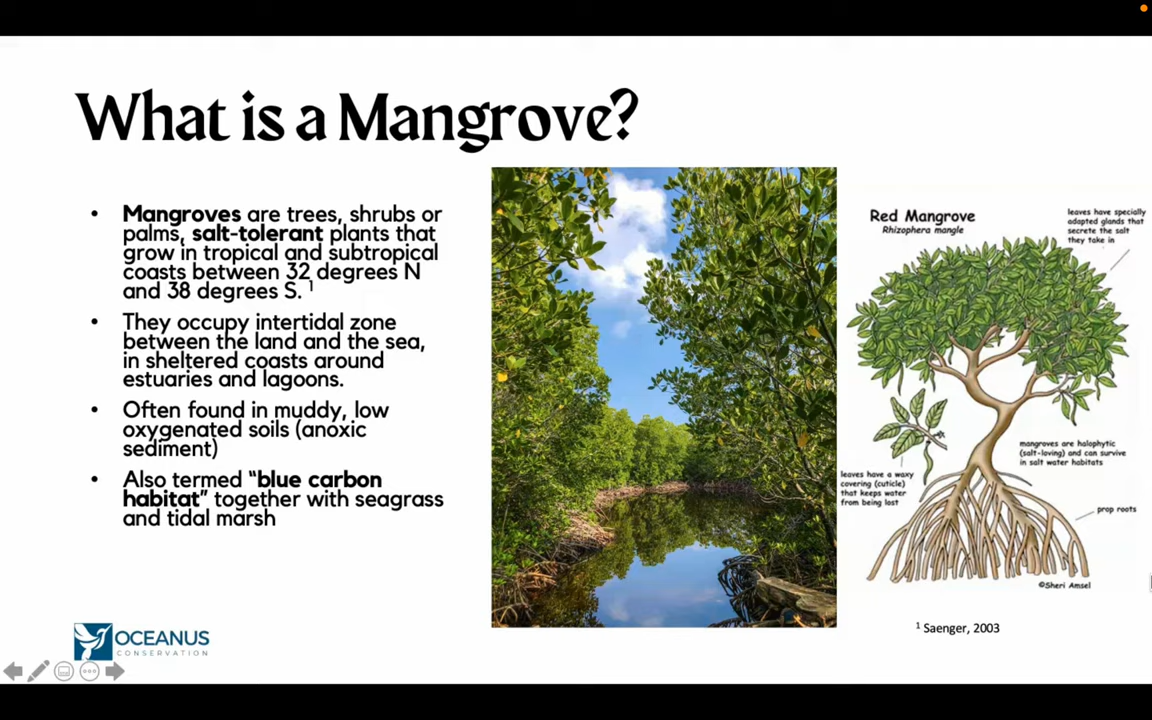 What is a Mangrove?
• Mangroves are trees, shrubs or
palms, salt-tolerant plants that
grow in tropical and subtropical
coasts between 32 degrees N
and 38 degrees S. 1
• They occupy intertidal zone
between the land and the sea,
in sheltered coasts around
estuaries and lagoons.
• Often found in muddy, low
oxygenated soils (anoxic
sediment)
• Also termed “blue carbon
habitat” together with seagrass
and tidal marsh
Red Mangrove
Rhizophera mangle
leaves have specially
adapted glands that
secrete the salt
they take in
mangroves are halophytic
(salt-loving) and can survive
in salt water habitats
leaves have a waxy
covering (cuticle)
that keeps water
from being lost
prop roots
©Sheri Amsel
1 Saenger, 2003
OCEANUS
CONSERVATION